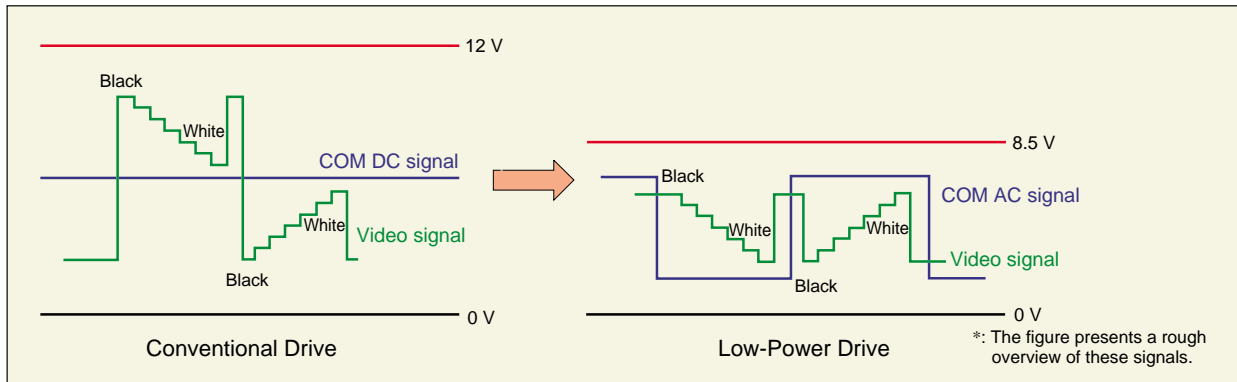 12 V
Black
White
COM DC signal
White
Video signal
Black
0 V
Conventional Drive
8.5 V
Black
COM AC signal
White
White
Video signal
Black
0 V
Low-Power Drive
*: The figure presents a rough
overview of these signals.